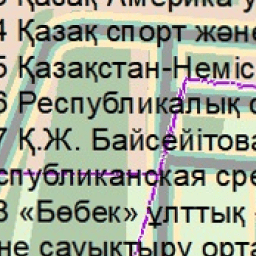 3 Қазақ Америка у
4 Қазақ спорт және
5 Қазақстан-Неміс
6 Республикалық
7 Қ.Ж. Байсейітова
спубликанская сре
8 «Бөбек» ұлттық
не сауықтыру орта